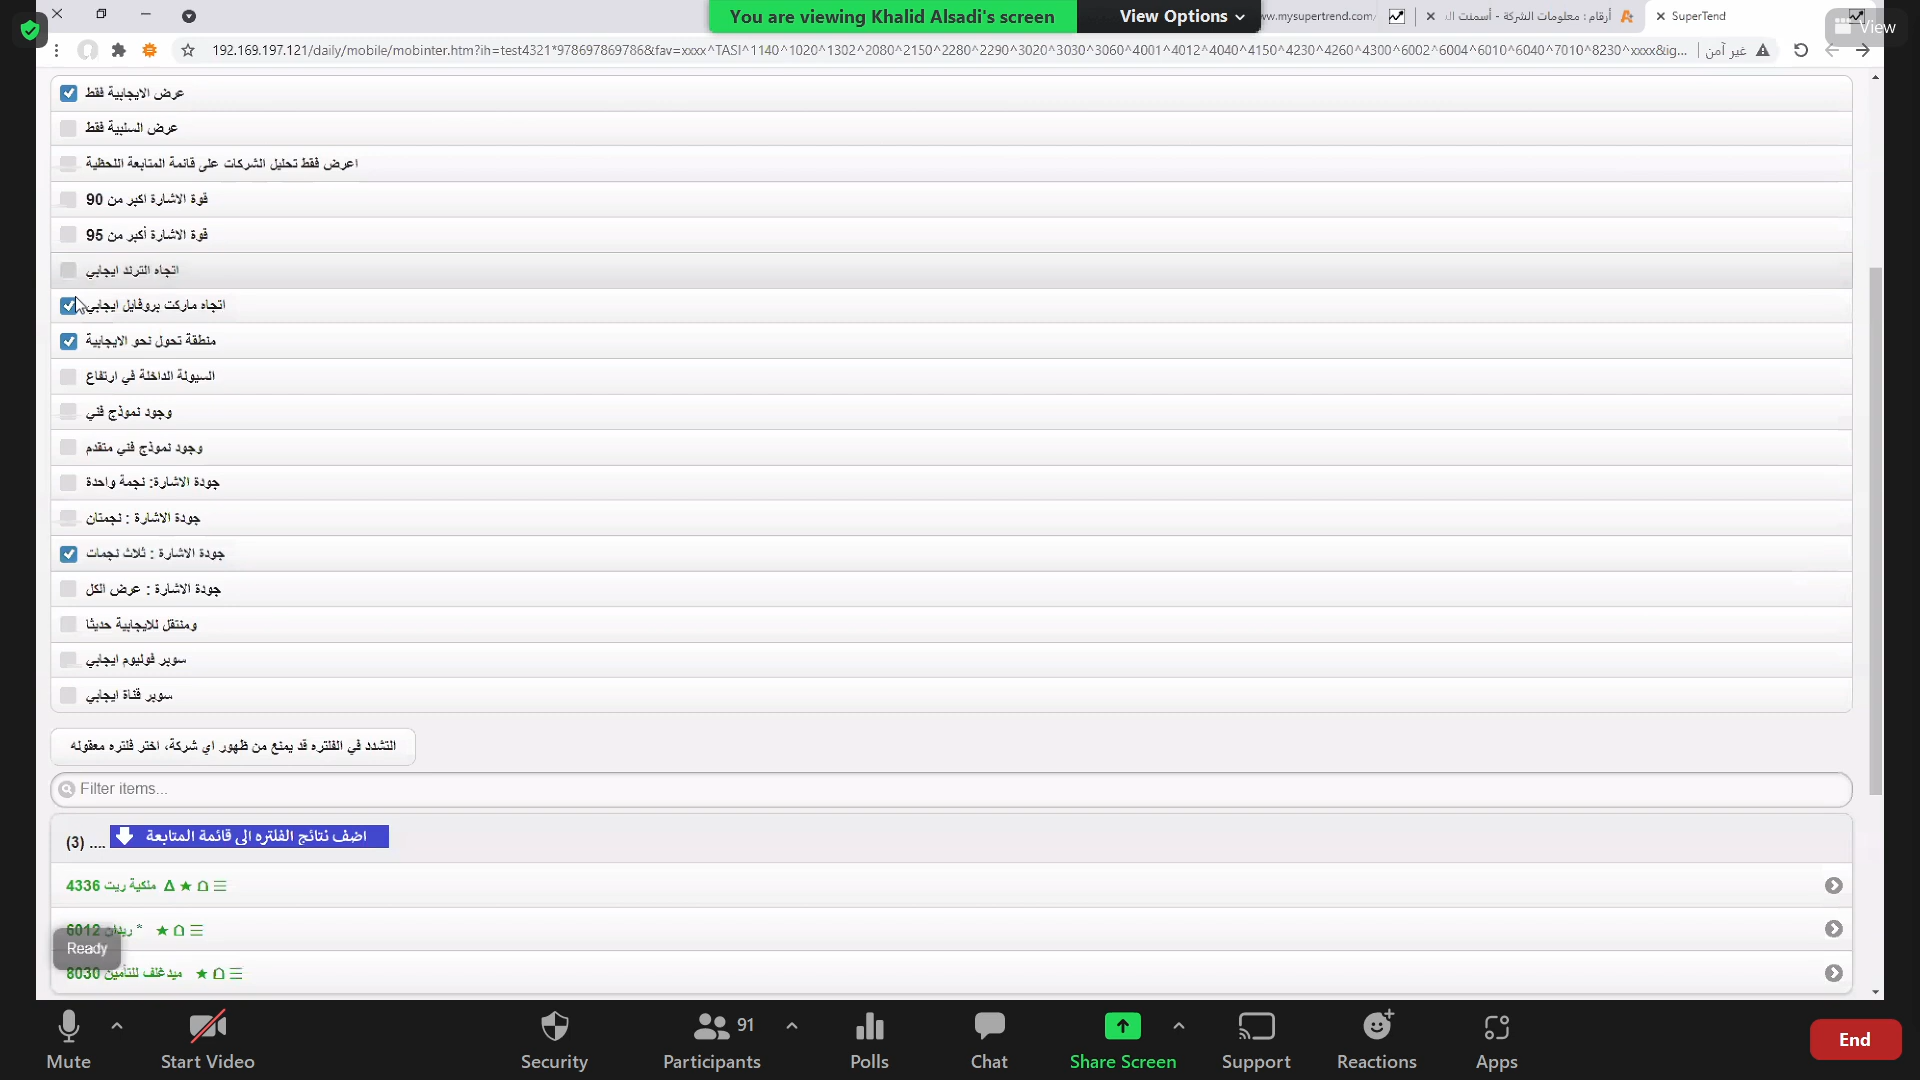 You are viewing Khalid Alsadi's screen
View Options
ww.mysupertrend.com/
أرقام : معلومات الشركة - أسمنت ال
SuperTend
View
192.169.197.121/daily/mobile/mobinter.htm?ih=test4321*978697869786&fav=xxxx^TASI^1140^1020^1302^2080^2150^2280^2290^3020^3030^3060^4001^4012^4040^4150^4230^4260^4300^6002^6004^6010^6040^7010^8230^xxxx&ig...
غير آمن
عرض الايجابية فقط
عرض السلبية فقط
اعرض فقط تحليل الشركات على قائمة المتابعة اللحظية
قوة الاشارة اكبر من 90
قوة الاشارة أكبر من 95
اتجاه الترند ايجابي
اتجاه ماركت بروفايل ايجابي
منطقة تحول نحو الايجابية
السيولة الداخلة في ارتفاع
وجود نموذج فني
وجود نموذج فني متقدم
جودة الاشارة: نجمة واحدة
جودة الاشارة : نجمتان
جودة الاشارة : ثلاث نجمات
جودة الاشارة : عرض الكل
ومنتقل للايجابية حديثا
سوبر فوليوم ايجابي
سوبر قناة ايجابي
التشدد في الفلتره قد يمنع من ظهور اي شركة، اختر فلتره معقوله
Filter items...
(3) .... اضف نتائج الفلتره الى قائمة المتابعة
4336 ملكية ريت Δ ★ Ω ☰
6012 ريدان * ★ Ω ☰
Ready
8030 ميدغلف للتأمين ★ Ω ☰
Mute
Start Video
Security
91
Participants
Polls
Chat
Share Screen
Support
Reactions
Apps
End